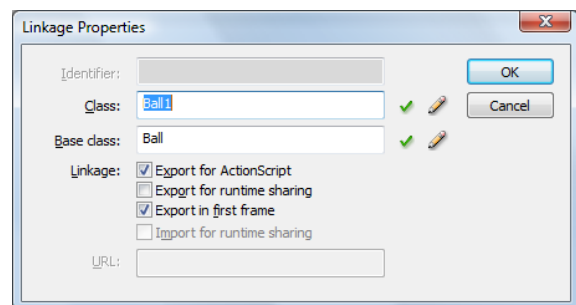 Linkage Properties
Identifier:
Class: Ball1
Base class: Ball
Linkage: Export for ActionScript
Export for runtime sharing
Export in first frame
Import for runtime sharing
URL:
OK
Cancel